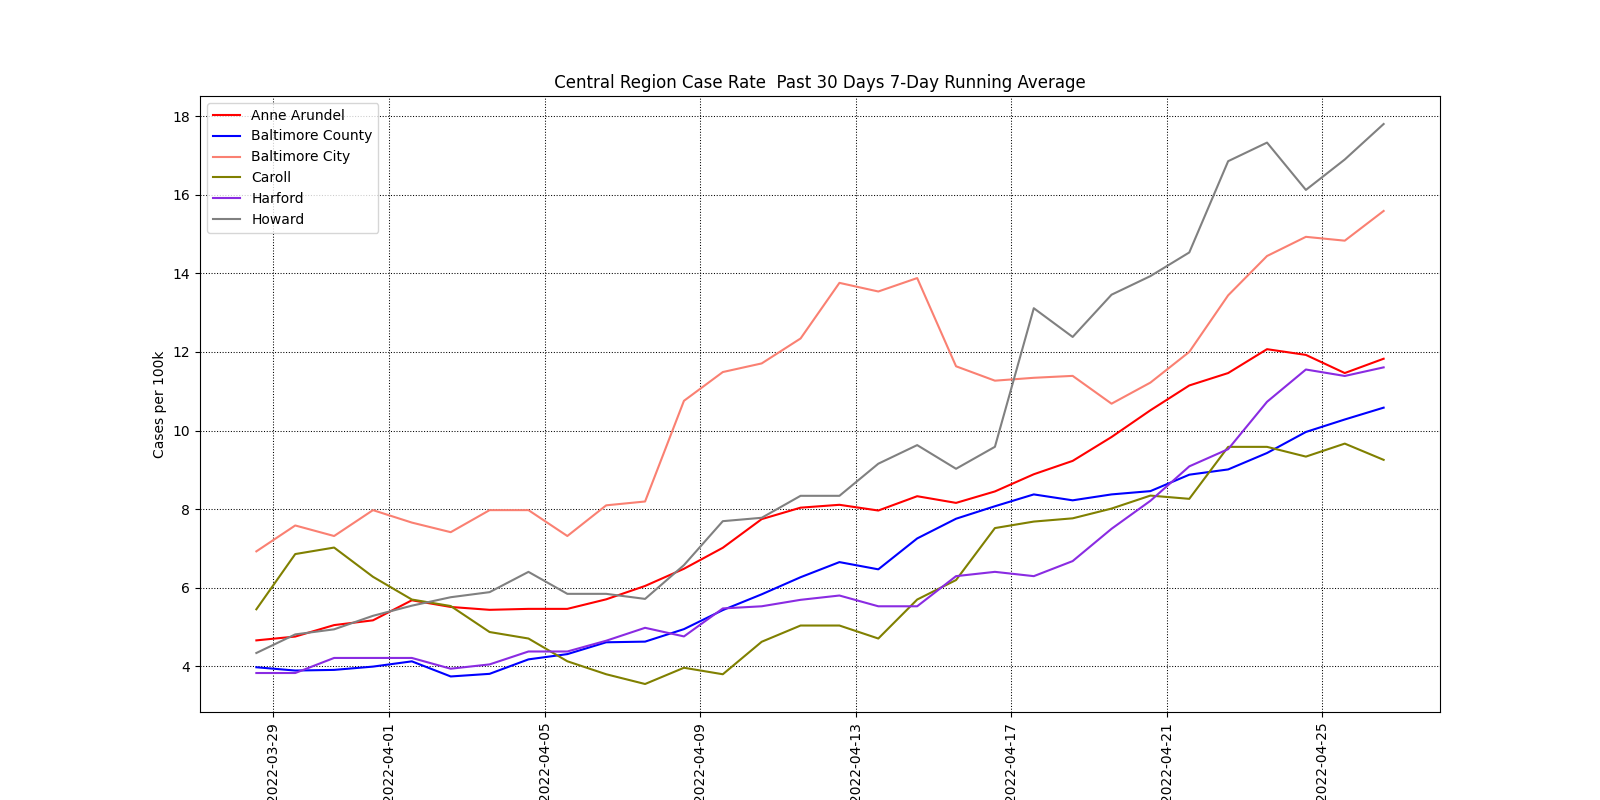 Central Region Case Rate  Past 30 Days 7-Day Running Average
Anne Arundel
Baltimore County
Baltimore City
Caroll
Harford
Howard
18
16
14
12
10
8
6
4
Cases per 100k
2022-03-29
2022-04-01
2022-04-05
2022-04-09
2022-04-13
2022-04-17
2022-04-21
2022-04-25